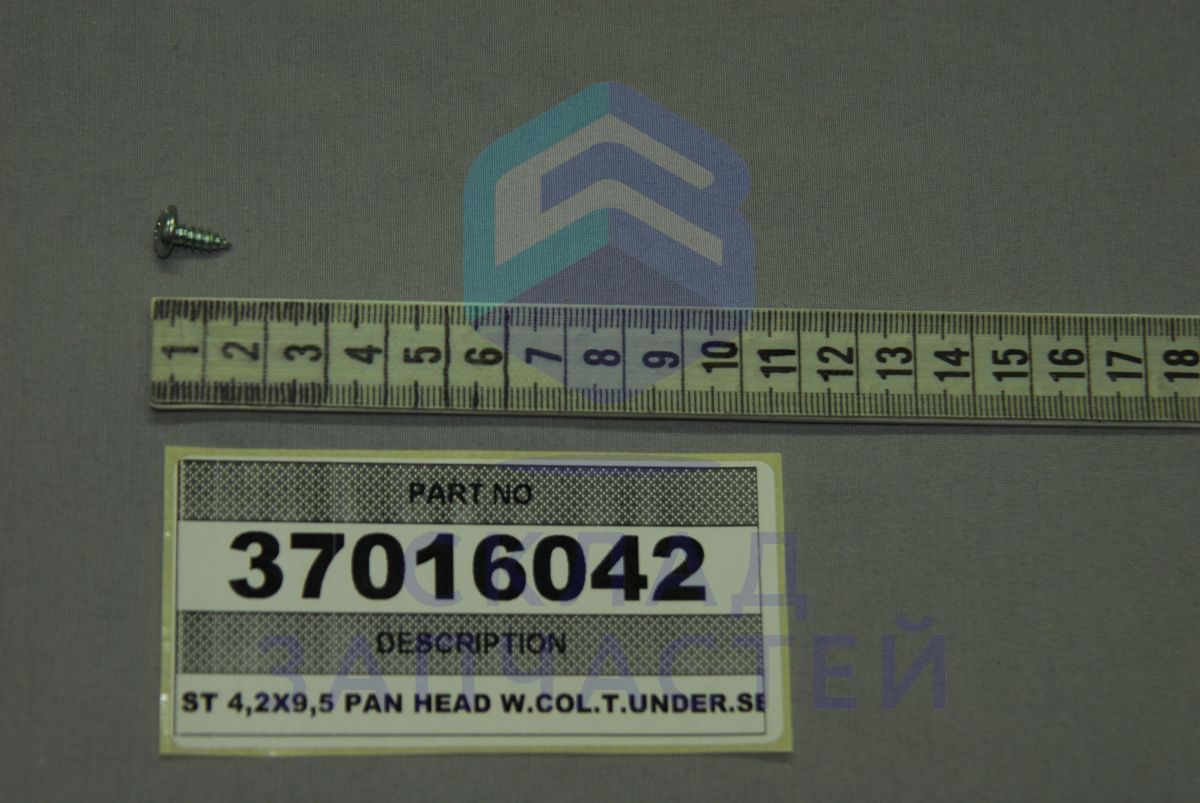 1 2 3 4 5 6 7 8 9 10 11 12 13 14 15 16 17 18
PART NO
37016042
СКЛАД
DESCRIPTION
ЗАПЧАСТЕЙ
ST 4,2X9,5 PAN HEAD W.COL.T.UNDER.SE